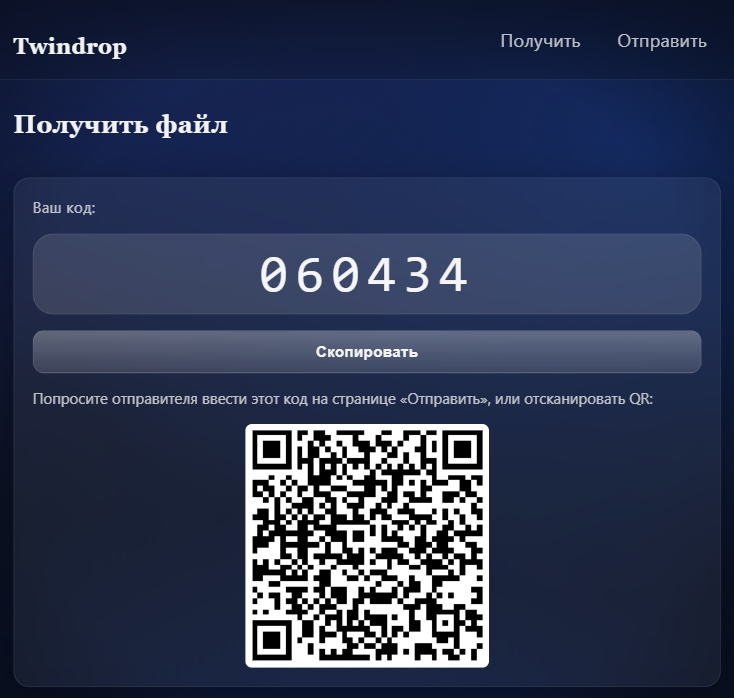 Twindrop
Получить
Отправить
Получить файл
Ваш код:
060434
Скопировать
Попросите отправителя ввести этот код на странице «Отправить», или отсканировать QR: